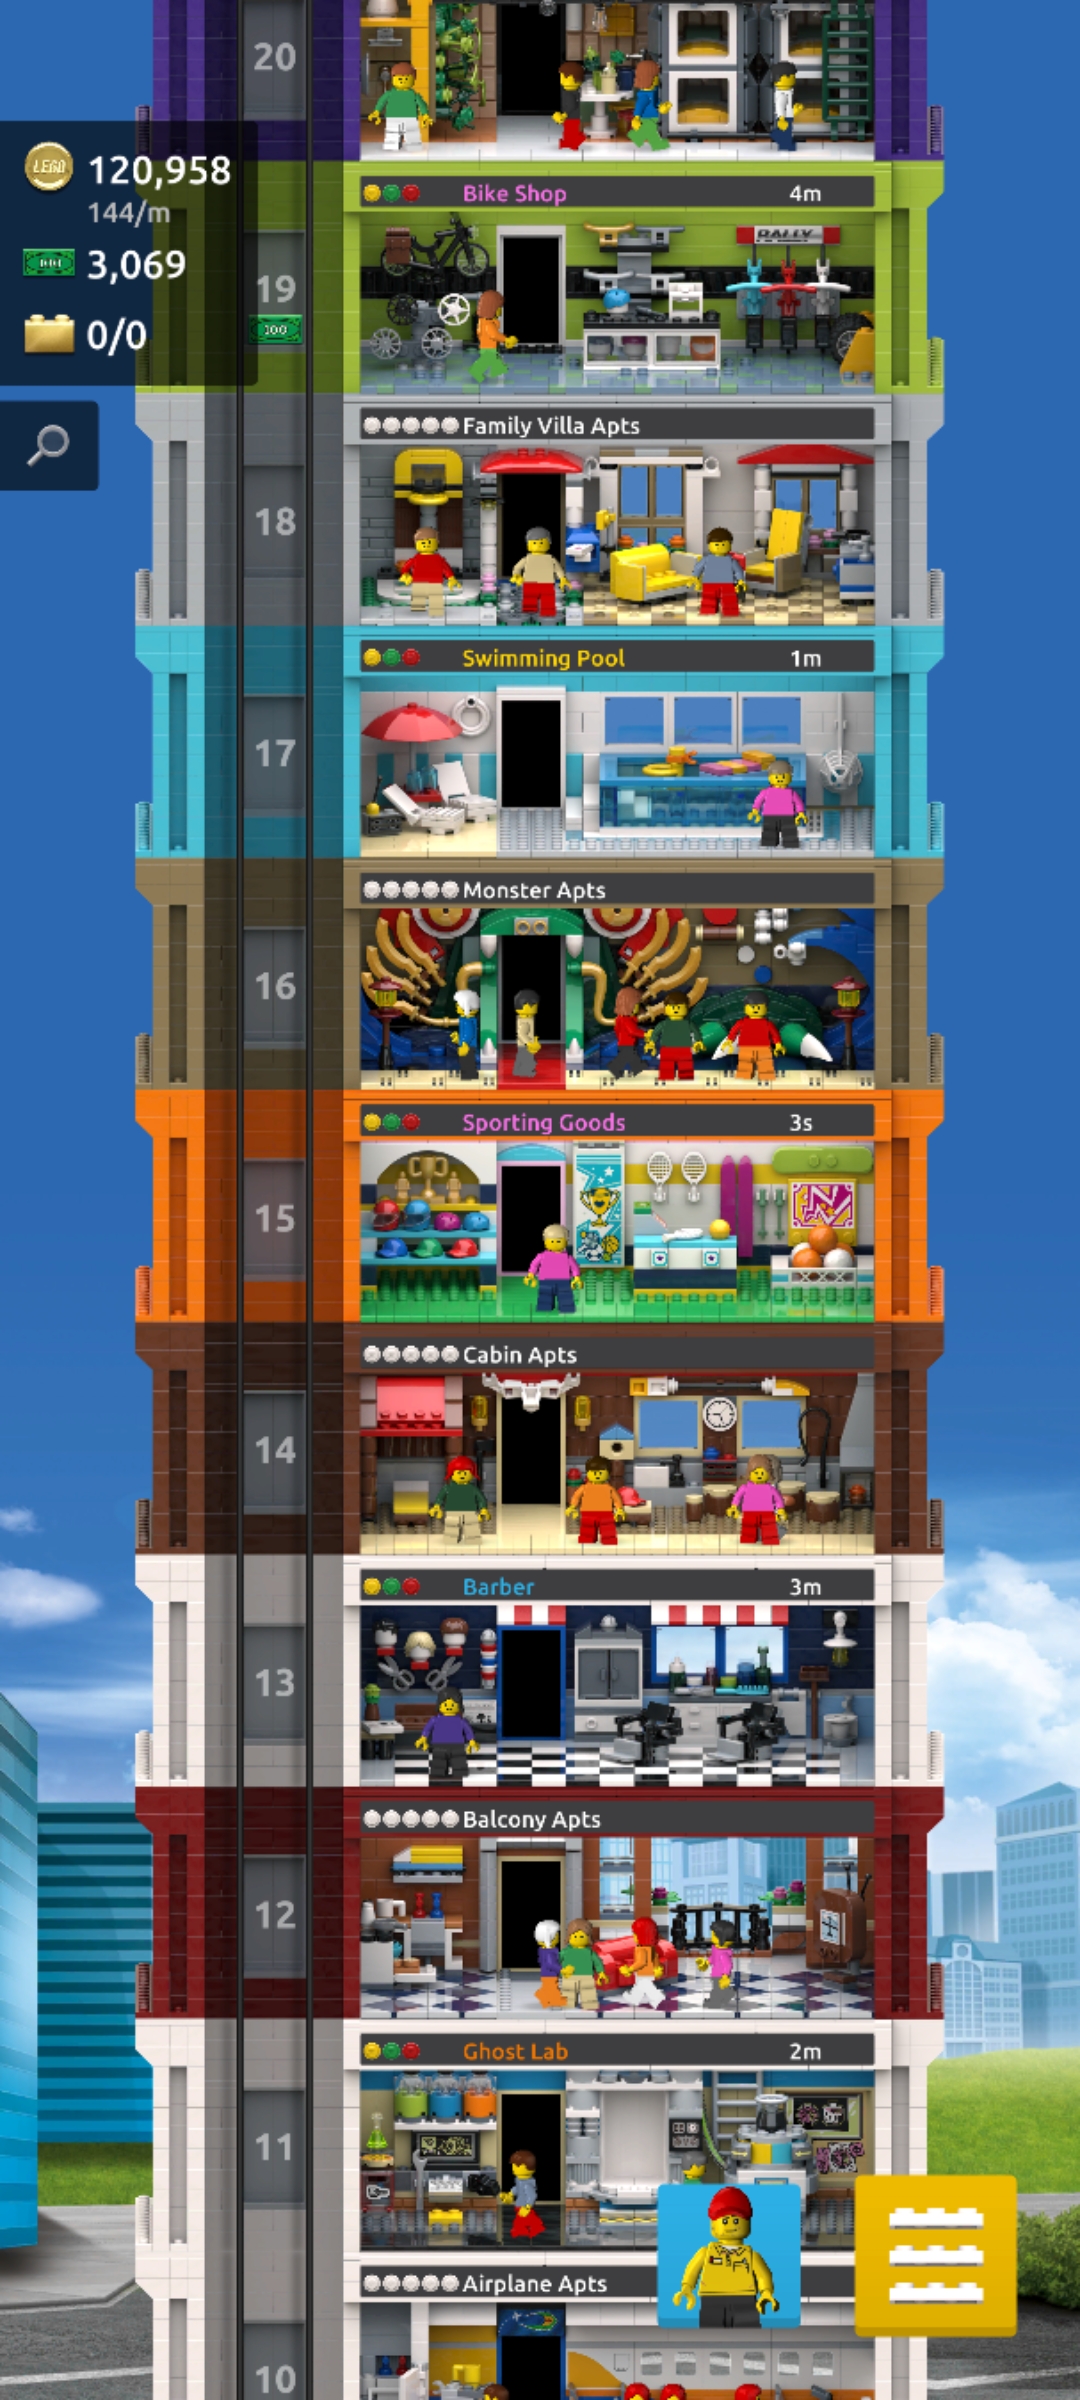 20
LEGO 120,958
144/m
3,069
0/0
Bike Shop 4m
RALLY
19
100
Family Villa Apts
18
Swimming Pool 1m
17
Monster Apts
16
Sporting Goods 3s
15
Cabin Apts
14
Barber 3m
13
Balcony Apts
12
Ghost Lab 2m
11
Airplane Apts
10